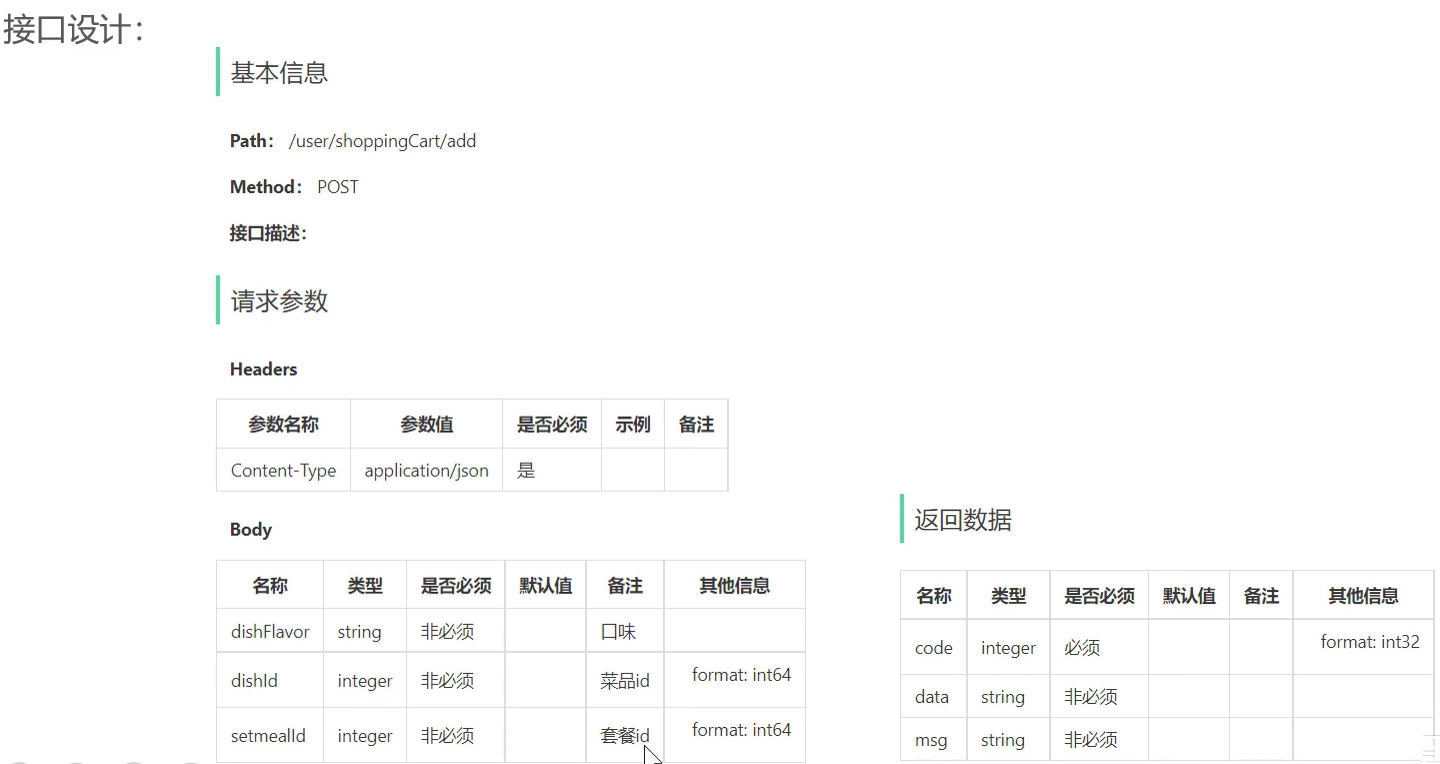 接口设计：
基本信息
Path： /user/shoppingCart/add
Method： POST
接口描述：
请求参数
Headers
参数名称 参数值 是否必须 示例 备注
Content-Type application/json 是
Body
名称 类型 是否必须 默认值 备注 其他信息
dishFlavor string 非必须 口味
dishId integer 非必须 菜品id format: int64
setmealId integer 非必须 套餐id format: int64
返回数据
名称 类型 是否必须 默认值 备注 其他信息
code integer 必须 format: int32
data string 非必须
msg string 非必须